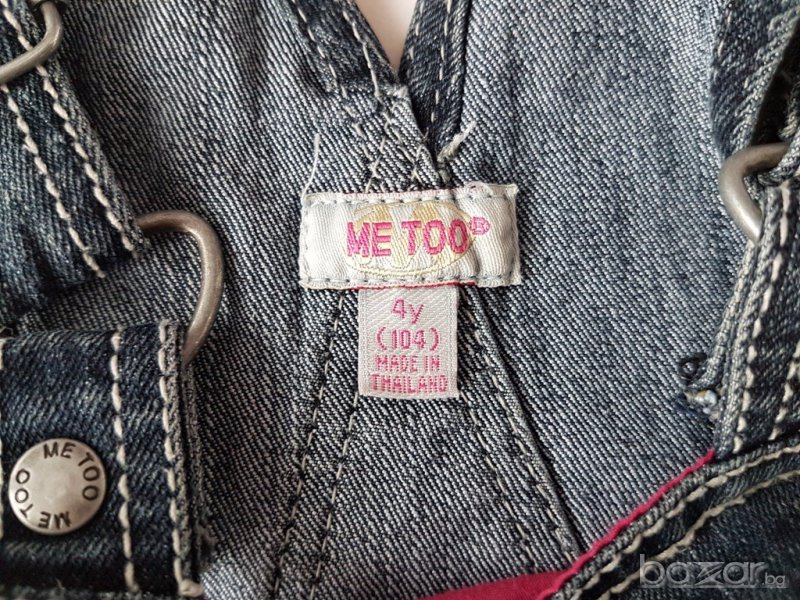 ME TOO®
4y
(104)
MADE IN
THAILAND
ME TOO
ME TOO
bazar.bg